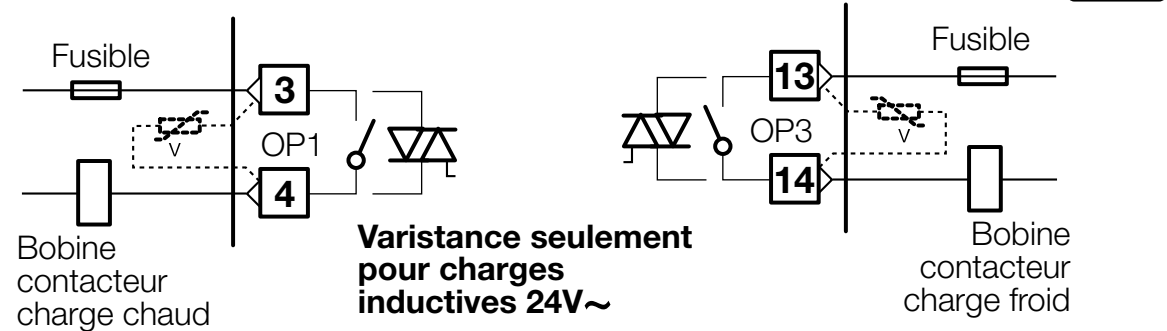 Fusible
3
OP1
4
V
Bobine
contacteur
charge chaud
Varistance seulement
pour charges
inductives 24V~
Fusible
13
OP3
14
V
Bobine
contacteur
charge froid